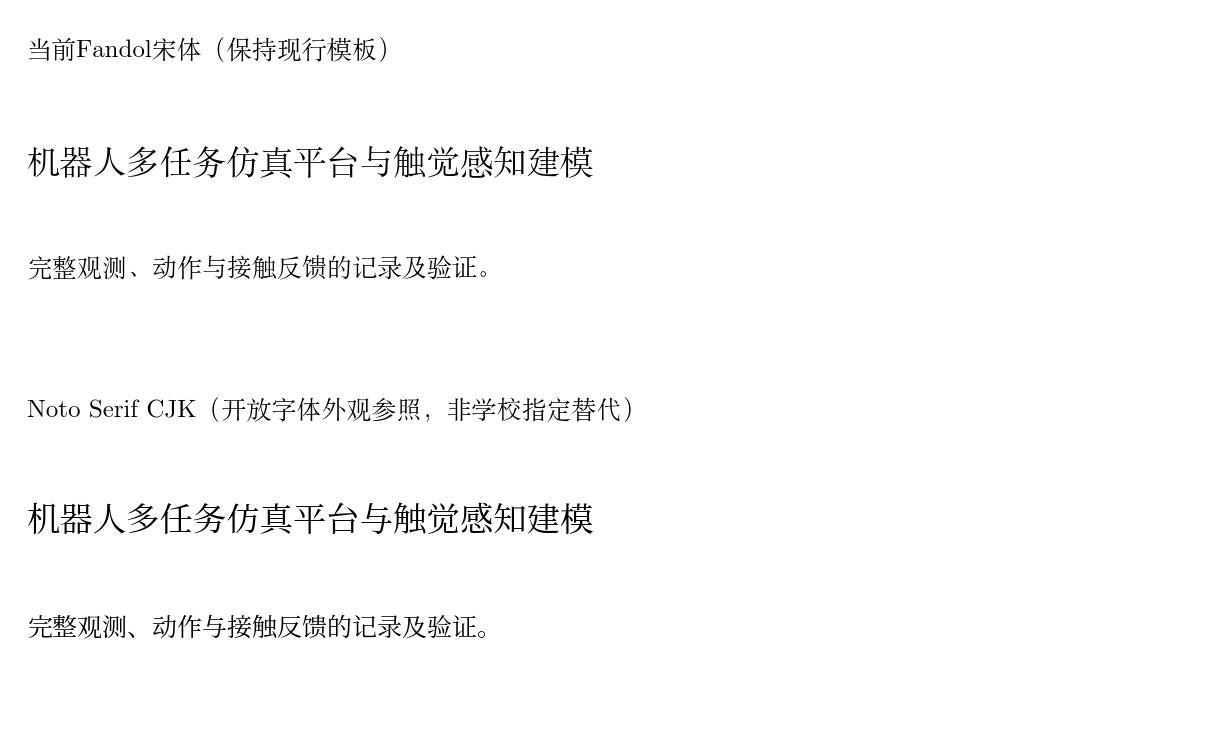 当前Fandol宋体（保持现行模板）
机器人多任务仿真平台与触觉感知建模
完整观测、动作与接触反馈的记录及验证。
Noto Serif CJK（开放字体外观参照，非学校指定替代）
机器人多任务仿真平台与触觉感知建模
完整观测、动作与接触反馈的记录及验证。